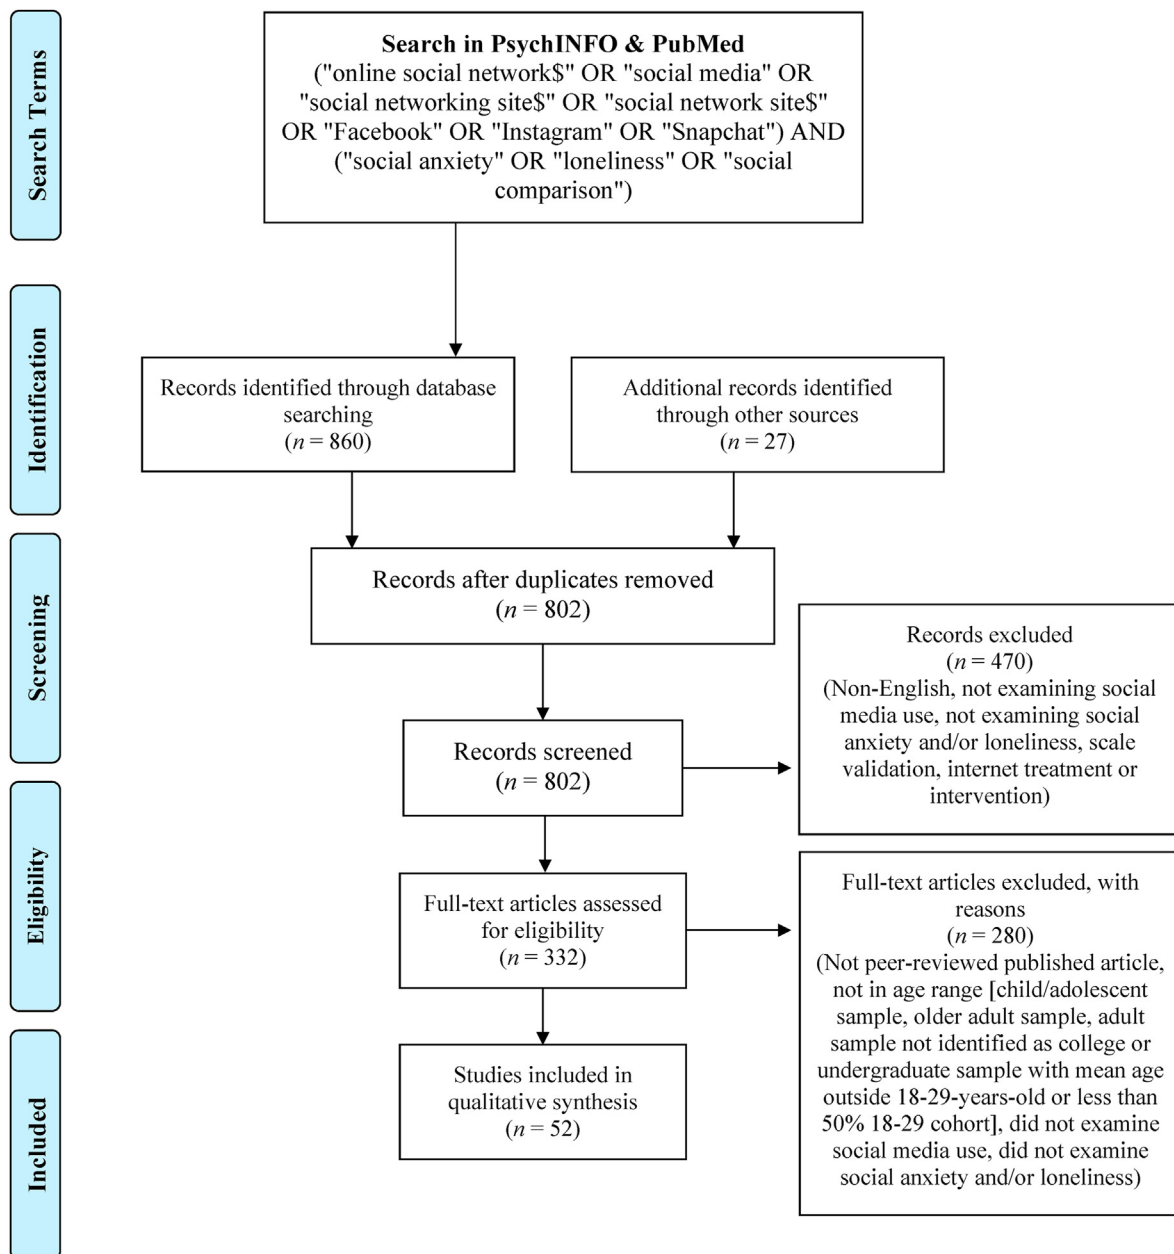 Search Terms
Search in PsychINFO & PubMed
("online social network$" OR "social media" OR
"social networking site$" OR "social network site$"
OR "Facebook" OR "Instagram" OR "Snapchat") AND
("social anxiety" OR "loneliness" OR "social
comparison")
Identification
Records identified through database
searching
(n = 860)
Additional records identified
through other sources
(n = 27)
Screening
Records after duplicates removed
(n = 802)
Records screened
(n = 802)
Records excluded
(n = 470)
(Non-English, not examining social
media use, not examining social
anxiety and/or loneliness, scale
validation, internet treatment or
intervention)
Eligibility
Full-text articles assessed
for eligibility
(n = 332)
Full-text articles excluded, with
reasons
(n = 280)
(Not peer-reviewed published article,
not in age range [child/adolescent
sample, older adult sample, adult
sample not identified as college or
undergraduate sample with mean age
outside 18-29-years-old or less than
50% 18-29 cohort], did not examine
social media use, did not examine
social anxiety and/or loneliness)
Included
Studies included in
qualitative synthesis
(n = 52)